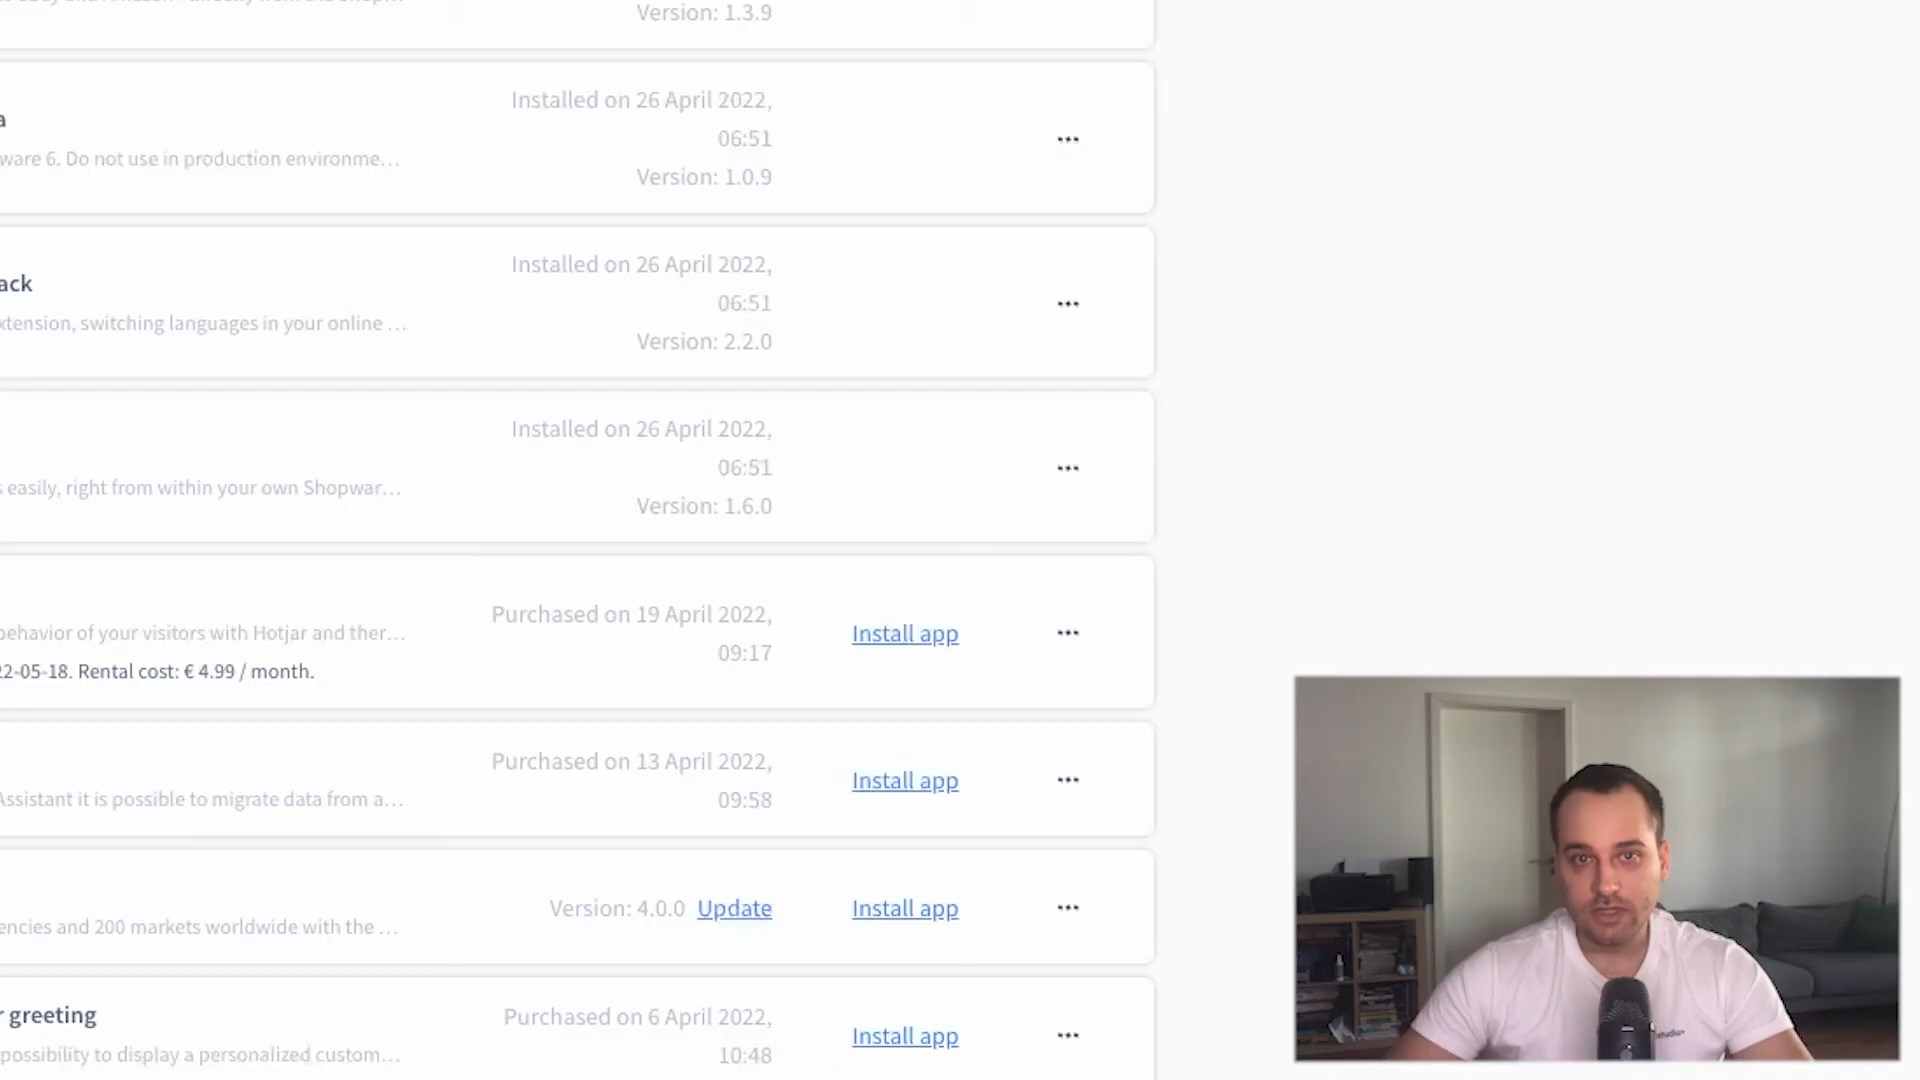 Version: 1.3.9
Installed on 26 April 2022,
a
06:51
ware 6. Do not use in production environme...
Version: 1.0.9
Installed on 26 April 2022,
ack
06:51
xtension, switching languages in your online ...
Version: 2.2.0
Installed on 26 April 2022,
06:51
s easily, right from within your own Shopwar...
Version: 1.6.0
Purchased on 19 April 2022,
behavior of your visitors with Hotjar and ther...
Install app
09:17
22-05-18. Rental cost: € 4.99 / month.
Purchased on 13 April 2022,
Install app
Assistant it is possible to migrate data from a...
09:58
Version: 4.0.0 Update
Install app
encies and 200 markets worldwide with the ...
r greeting
Purchased on 6 April 2022,
Install app
possibility to display a personalized custom...
10:48